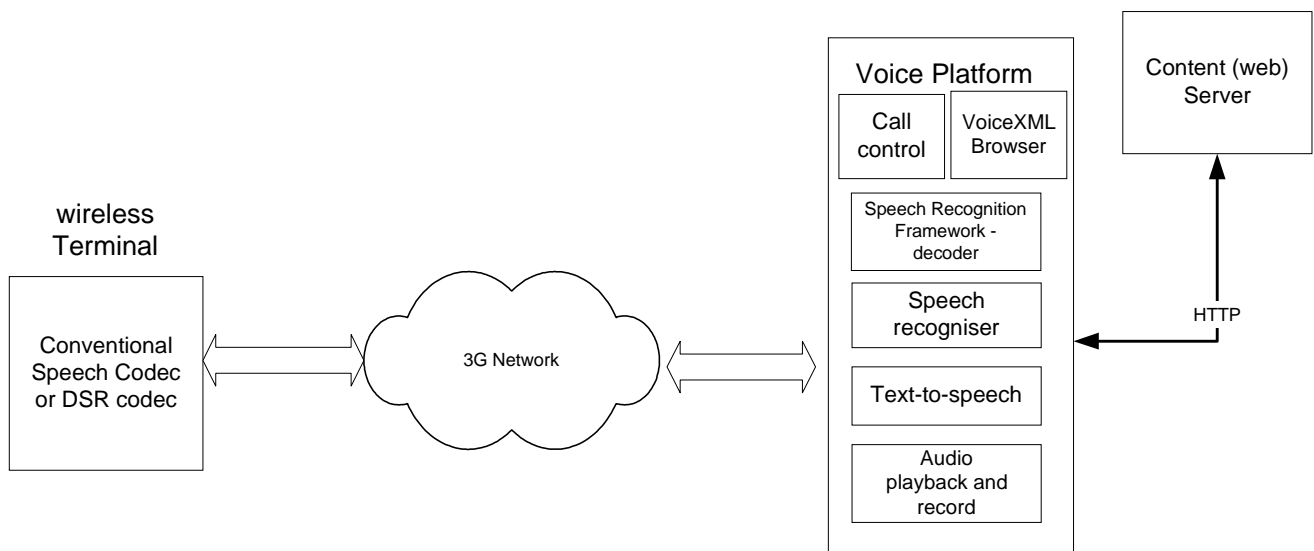 wireless
Terminal
Conventional
Speech Codec
or DSR codec
3G Network
Voice Platform
Call
control
VoiceXML
Browser
Speech Recognition
Framework -
decoder
Speech
recogniser
Text-to-speech
Audio
playback and
record
Content (web)
Server
HTTP